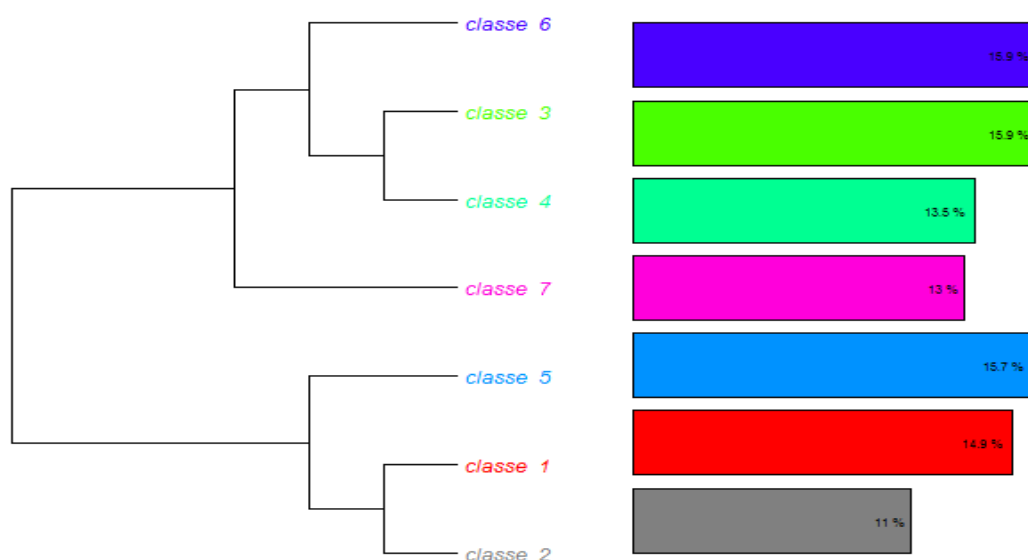 classe 6
15.9 %
classe 3
15.9 %
classe 4
13.5 %
classe 7
13 %
classe 5
15.7 %
classe 1
14.9 %
classe 2
11 %